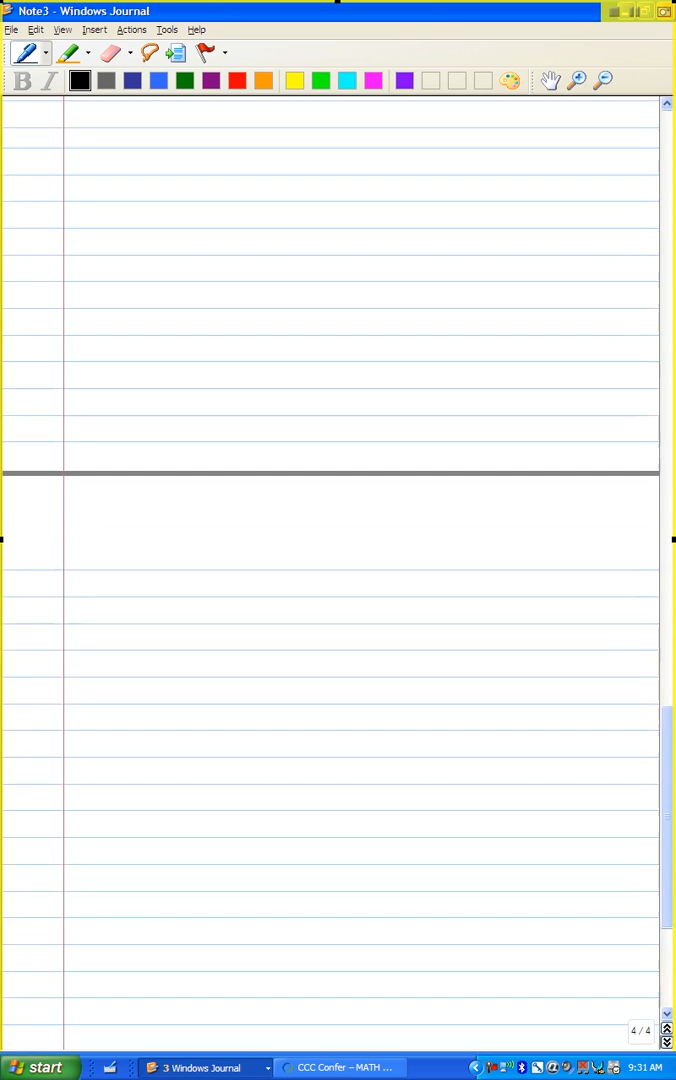 Note3 - Windows Journal
File Edit View Insert Actions Tools Help
B I
4 / 4
start 3 Windows Journal CCC Confer – MATH ... 9:31 AM